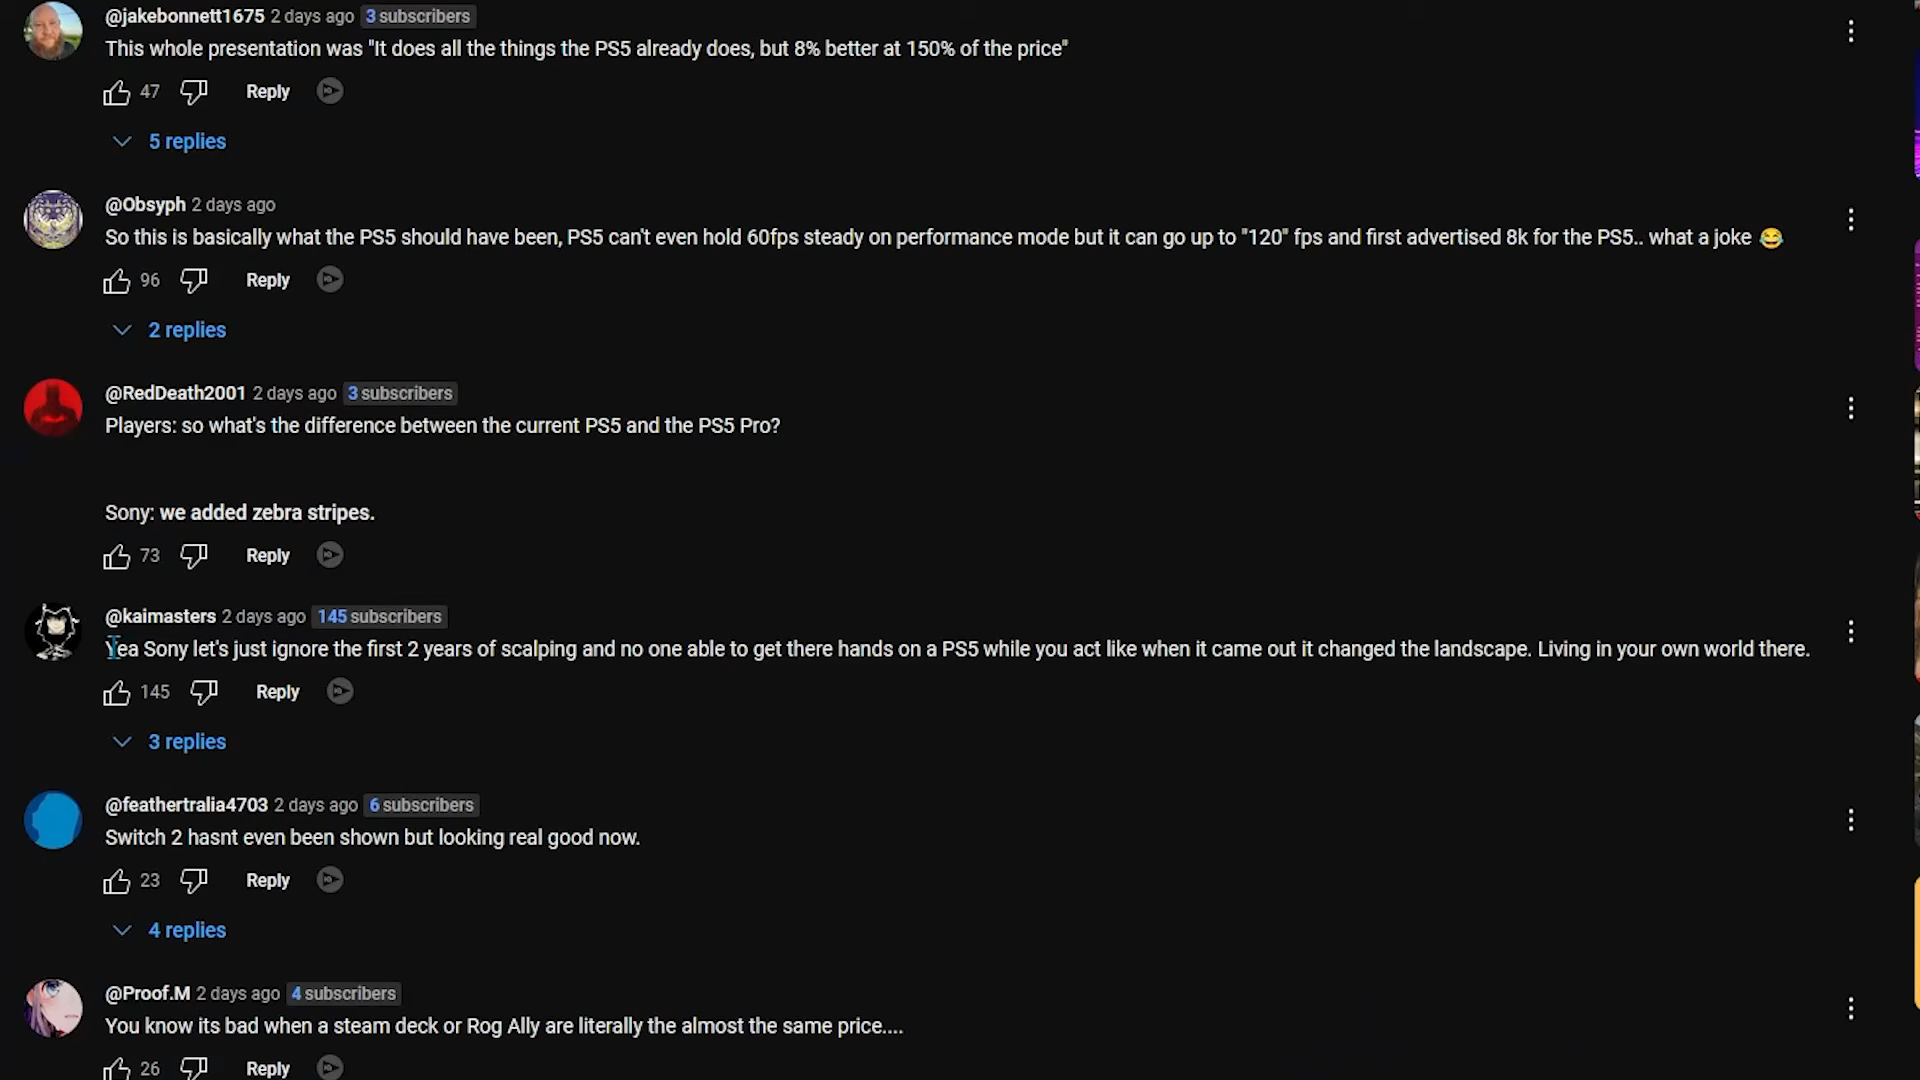 @jakebonnett1675 2 days ago 3 subscribers
This whole presentation was "It does all the things the PS5 already does, but 8% better at 150% of the price"
47 Reply
5 replies
@Obsyph 2 days ago
So this is basically what the PS5 should have been, PS5 can't even hold 60fps steady on performance mode but it can go up to "120" fps and first advertised 8k for the PS5.. what a joke 😂
96 Reply
2 replies
@RedDeath2001 2 days ago 3 subscribers
Players: so what's the difference between the current PS5 and the PS5 Pro?
Sony: we added zebra stripes.
73 Reply
@kaimasters 2 days ago 145 subscribers
Yea Sony let's just ignore the first 2 years of scalping and no one able to get there hands on a PS5 while you act like when it came out it changed the landscape. Living in your own world there.
145 Reply
3 replies
@feathertralia4703 2 days ago 6 subscribers
Switch 2 hasnt even been shown but looking real good now.
23 Reply
4 replies
@Proof.M 2 days ago 4 subscribers
You know its bad when a steam deck or Rog Ally are literally the almost the same price....
26 Reply